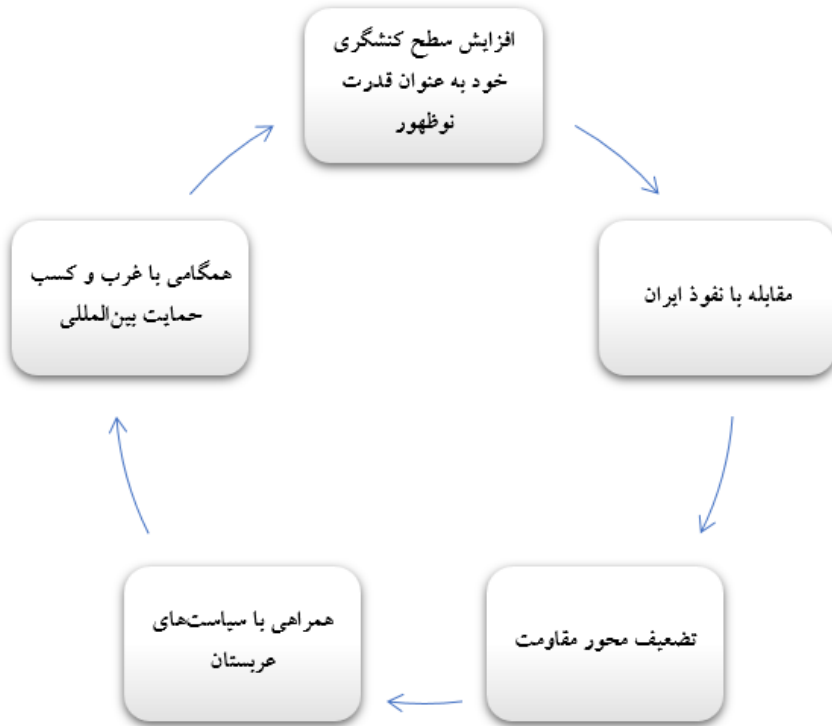 افزایش سطح کنشگری
خود به عنوان قدرت
نوظهور
مقابله با نفوذ ایران
تضعیف محور مقاومت
همراهی با سیاست‌های
عربستان
همگامی با غرب و کسب
حمایت بین‌المللی